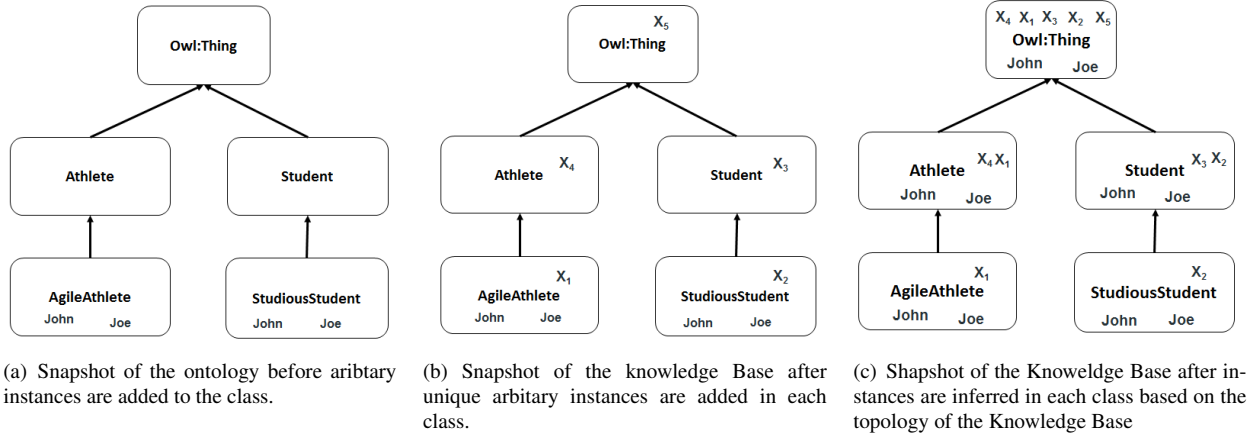 Owl:Thing
Athlete
Student
AgileAthlete
John Joe
StudiousStudent
John Joe
(a) Snapshot of the ontology before aribtary
instances are added to the class.
X5
Owl:Thing
Athlete X4
Student X3
X1
AgileAthlete
John Joe
X2
StudiousStudent
John Joe
(b) Snapshot of the knowledge Base after
unique arbitary instances are added in each
class.
X4 X1 X3 X2 X5
Owl:Thing
John Joe
X4 X1
Athlete
John Joe
X3 X2
Student
John Joe
X1
AgileAthlete
John Joe
X2
StudiousStudent
John Joe
(c) Shapshot of the Knoweldge Base after in-
stances are inferred in each class based on the
topology of the Knowledge Base